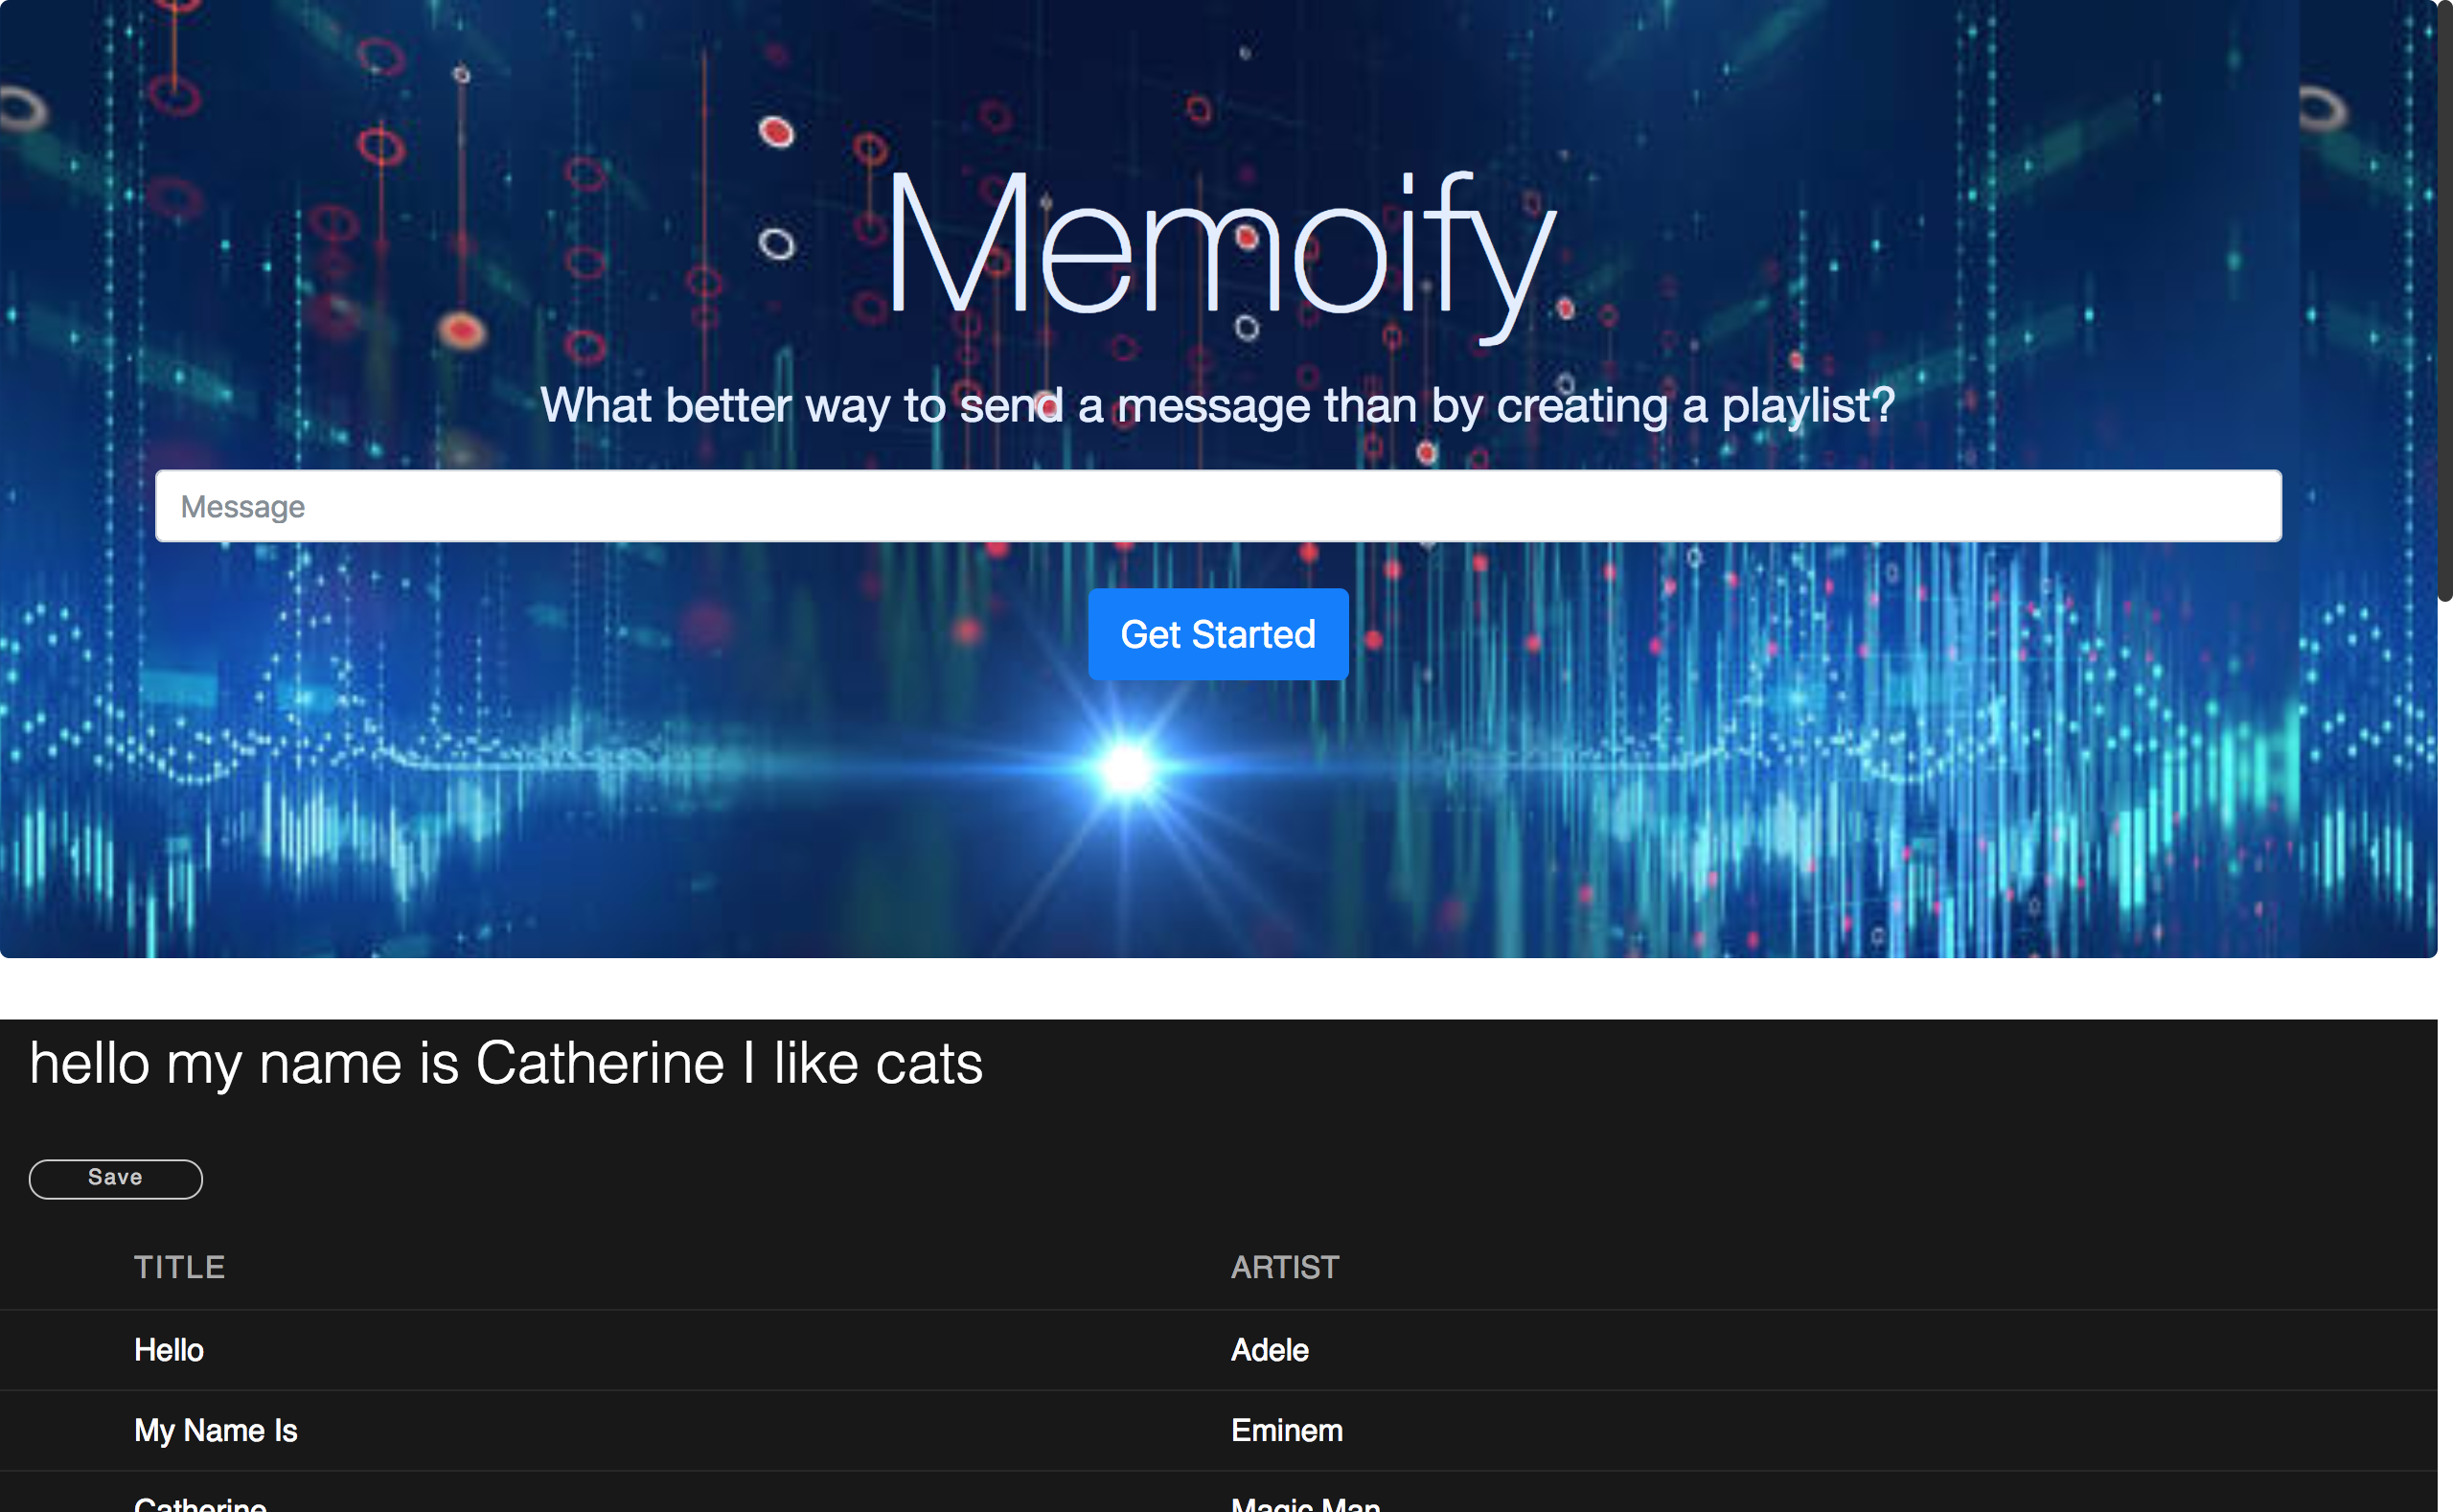 Memoify
What better way to send a message than by creating a playlist?
Message
Get Started
hello my name is Catherine I like cats
Save
TITLE ARTIST
Hello Adele
My Name Is Eminem
Catherine Magic Man